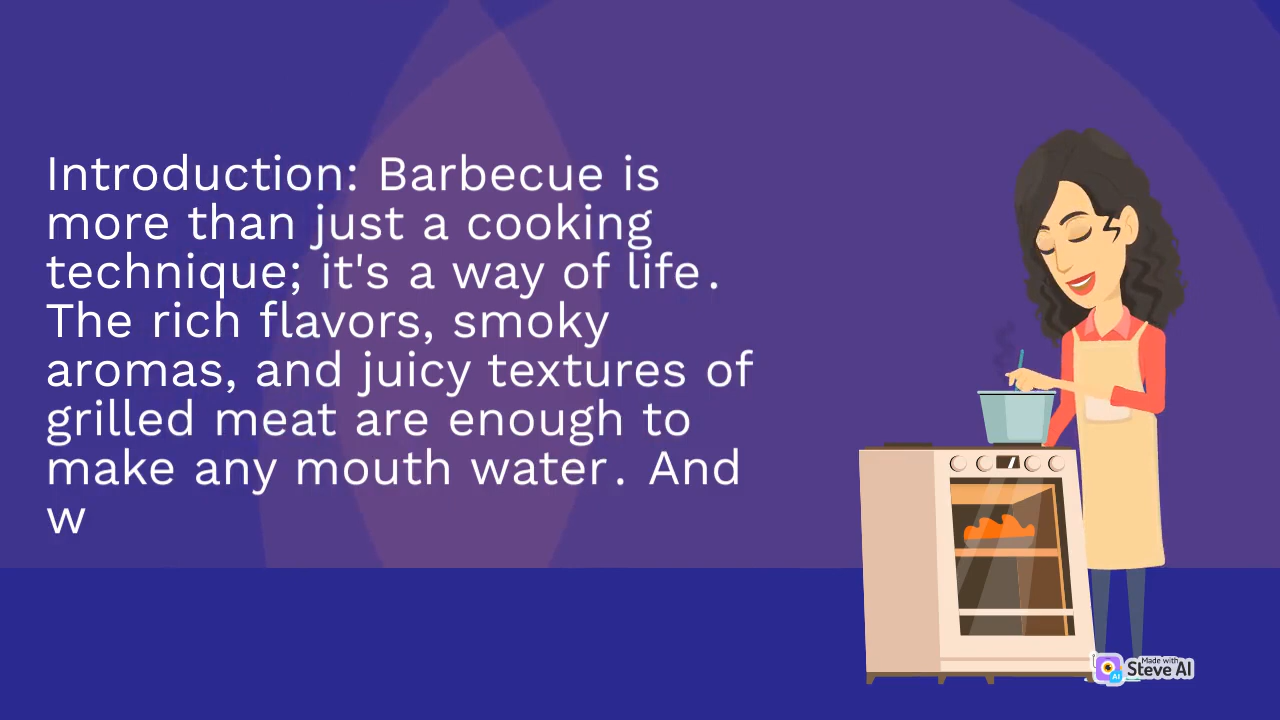 Introduction: Barbecue is
more than just a cooking
technique; it's a way of life.
The rich flavors, smoky
aromas, and juicy textures of
grilled meat are enough to
make any mouth water. And
w
Made with
Steve AI
AI